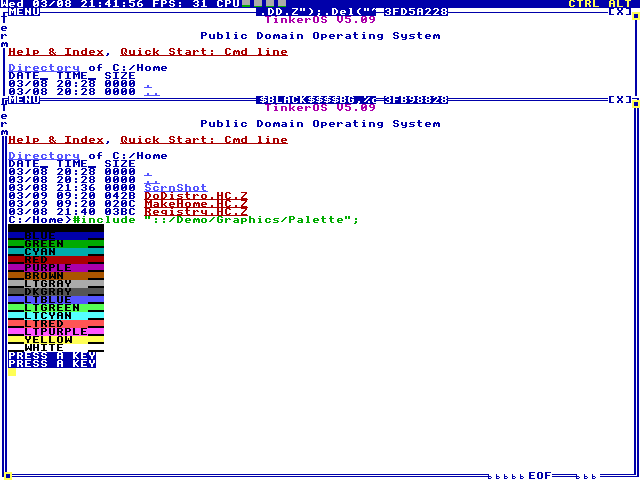 Wed 03/08 21:41:56 FPS: 31 CPU CTRL ALT
MENU .DD.Z");.Del("^ 3FD5A228 [X]
Term
TinkerOS V5.09
Public Domain Operating System
Help & Index, Quick Start: Cmd line
Directory of C:/Home
DATE_ TIME_ SIZE
03/08 20:28 0000 .
03/08 20:28 0000 ..
MENU $BLACK$$$$BG,7c 3FB98828 [X]
Term
TinkerOS V5.09
Public Domain Operating System
Help & Index, Quick Start: Cmd line
Directory of C:/Home
DATE_ TIME_ SIZE
03/08 20:28 0000 .
03/08 20:28 0000 ..
03/08 21:36 0000 ScrnShot
03/09 09:20 042B DoDistro.HC.Z
03/09 09:20 020C MakeHome.HC.Z
03/08 21:40 03BC Registry.HC.Z
C:/Home>#include "::/Demo/Graphics/Palette";
BLUE
GREEN
CYAN
RED
PURPLE
BROWN
LTGRAY
DKGRAY
LTBLUE
LTGREEN
LTCYAN
LTRED
LTPURPLE
YELLOW
WHITE
PRESS A KEY
PRESS A KEY
EOF